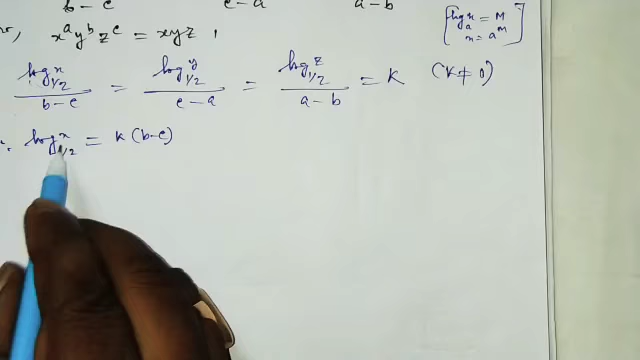 b-c c-a a-b
x^a y^b z^c = xyz,
[log_a x = M
x = a^M]
log_{1/2} x / b-c = log_{1/2} y / c-a = log_{1/2} z / a-b = K (K≠0)
∴ log_{1/2} x = K (b-c)